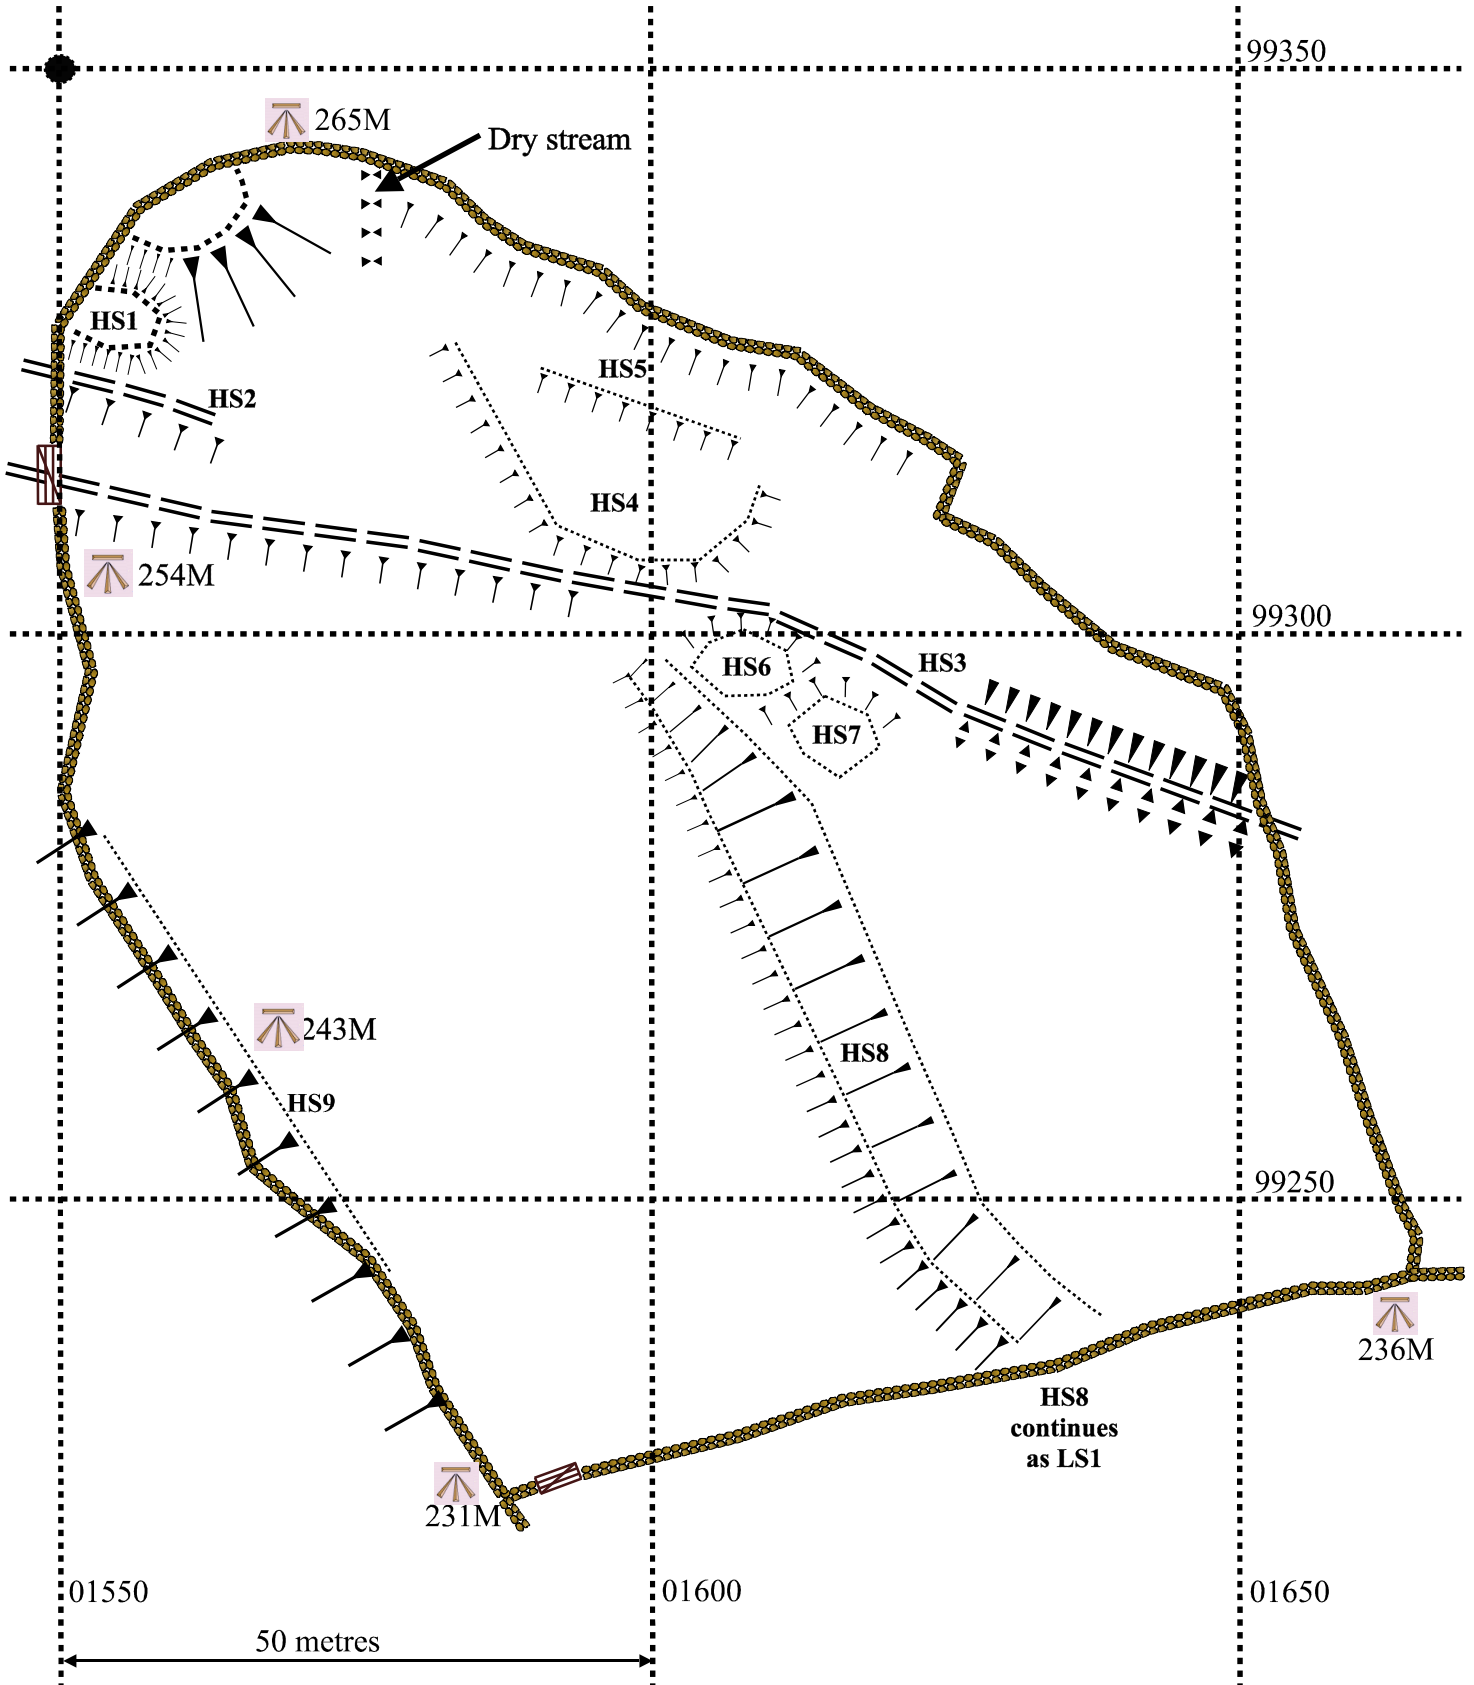 99350
265M
Dry stream
HS1
HS2
HS5
HS4
254M
99300
HS6
HS3
HS7
243M
HS8
HS9
99250
236M
HS8
continues
as LS1
231M
01550
01600
01650
50 metres